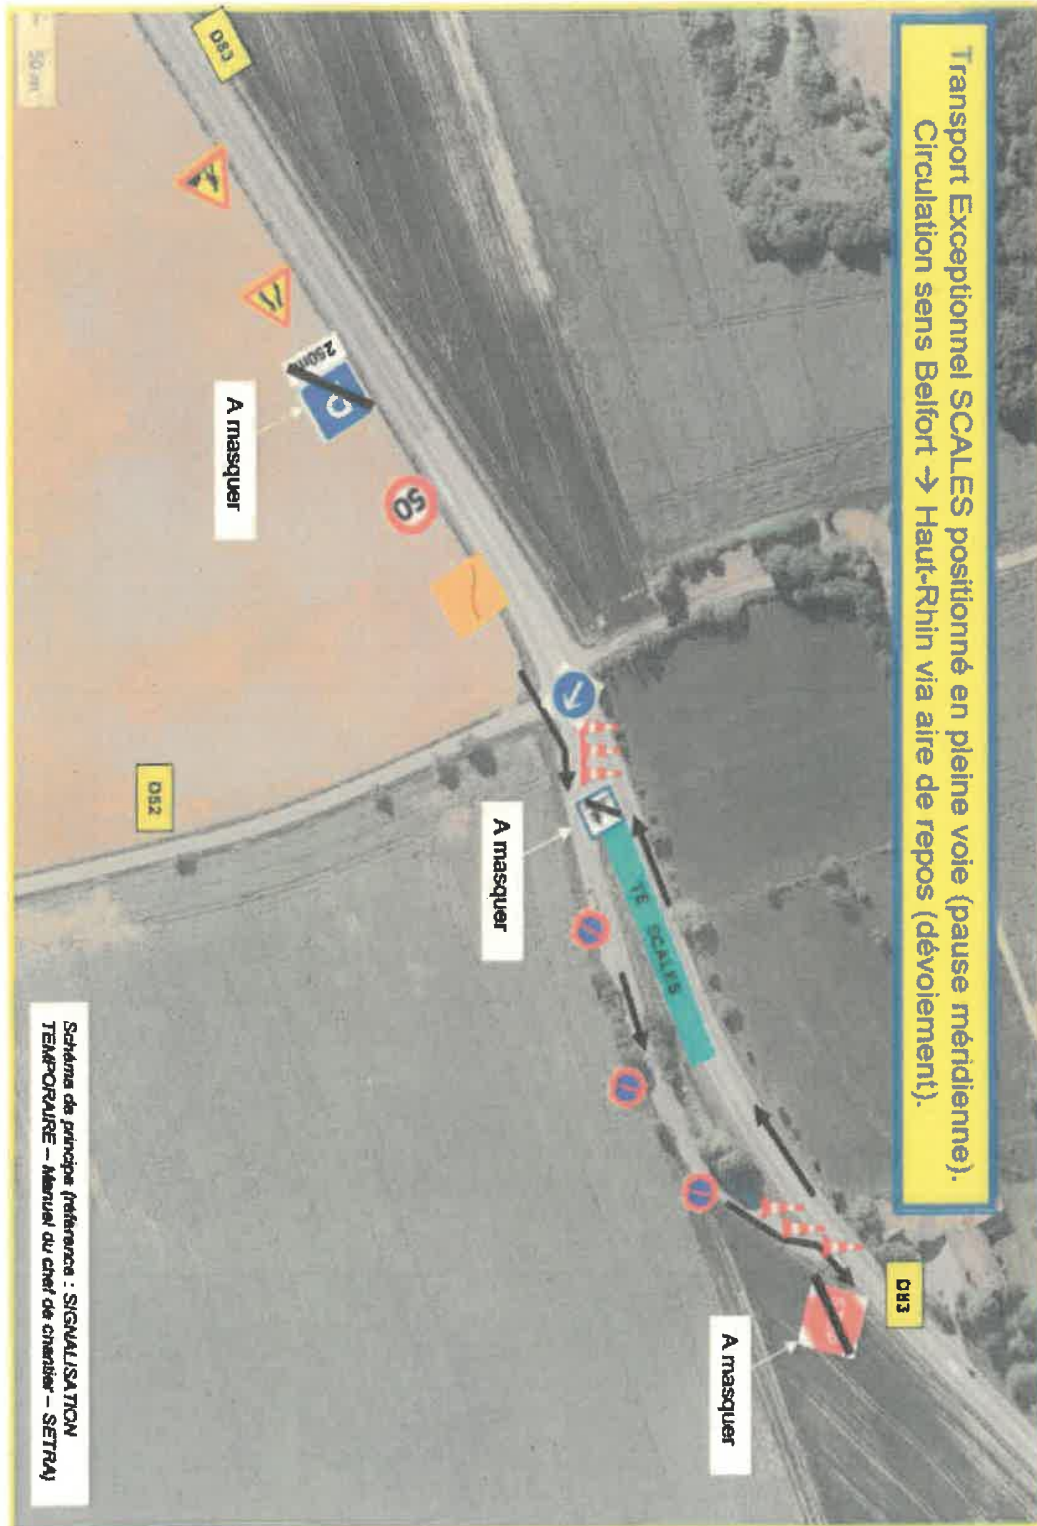 Transport Exceptionnel SCALES positionné en pleine voie (pause méridienne).
Circulation sens Belfort → Haut-Rhin via aire de repos (dévoiement).
D83
D83
TE SCALES
A masquer
A masquer
50
250m
A masquer
D52
Schéma de principe (référence : SIGNALISATION
TEMPORAIRE – Manuel du chef de chantier – SETRA)
50 m